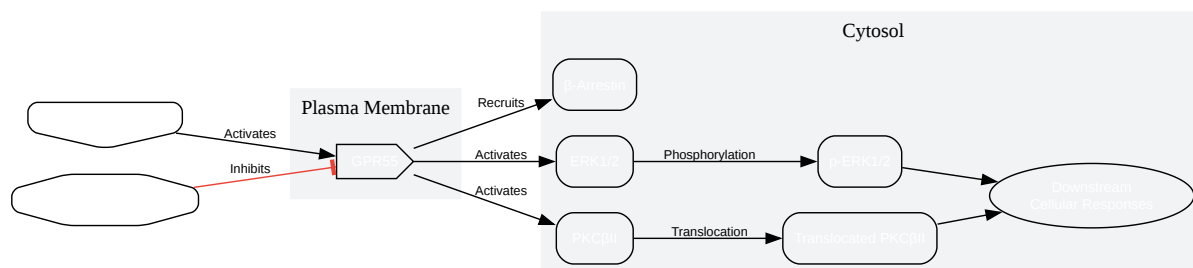 Cytosol
Plasma Membrane
β-Arrestin
Recruits
Activates
GPR55
Activates
ERK1/2
Phosphorylation
p-ERK1/2
Inhibits
Activates
Downstream
Cellular Responses
PKCβII
Translocation
Translocated PKCβII